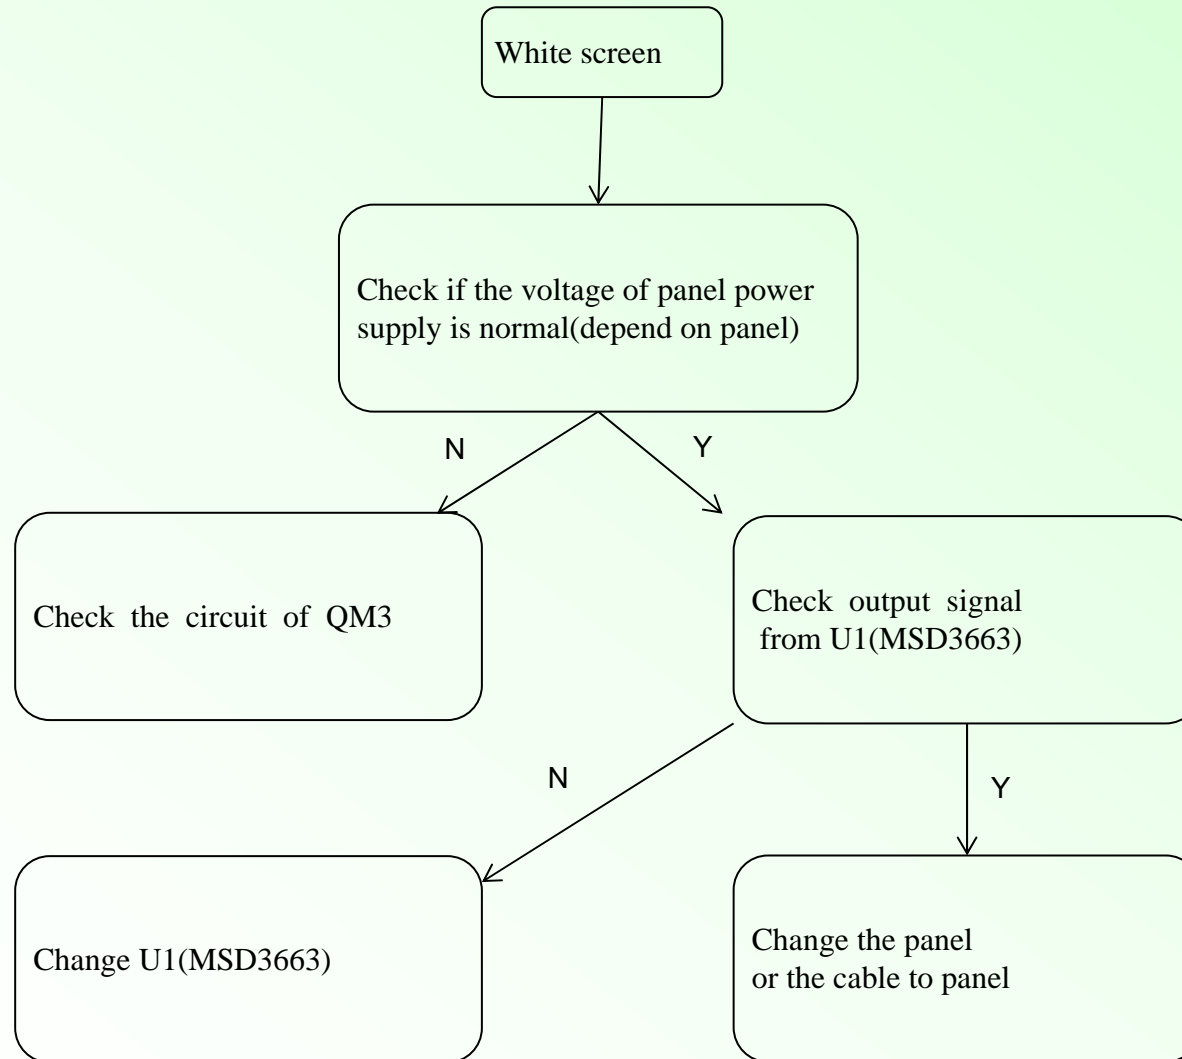 White screen
Check if the voltage of panel power
supply is normal(depend on panel)
N
Y
Check the circuit of QM3
Check output signal
from U1(MSD3663)
N
Y
Change U1(MSD3663)
Change the panel
or the cable to panel